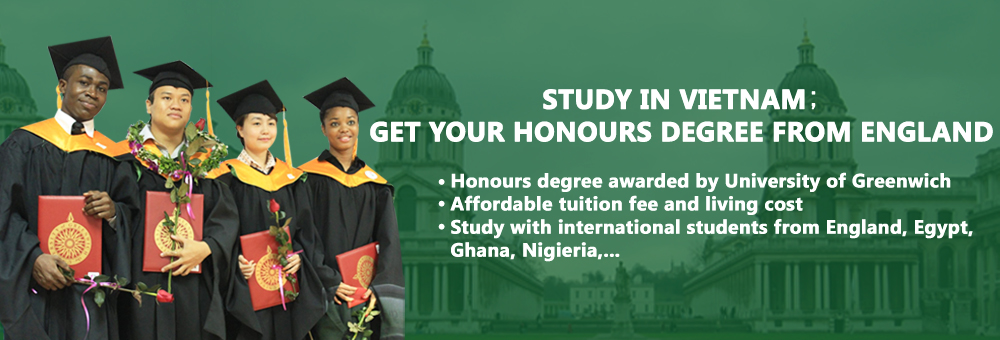 STUDY IN VIETNAM;
GET YOUR HONOURS DEGREE FROM ENGLAND
• Honours degree awarded by University of Greenwich
• Affordable tuition fee and living cost
• Study with international students from England, Egypt,
Ghana, Nigieria,...